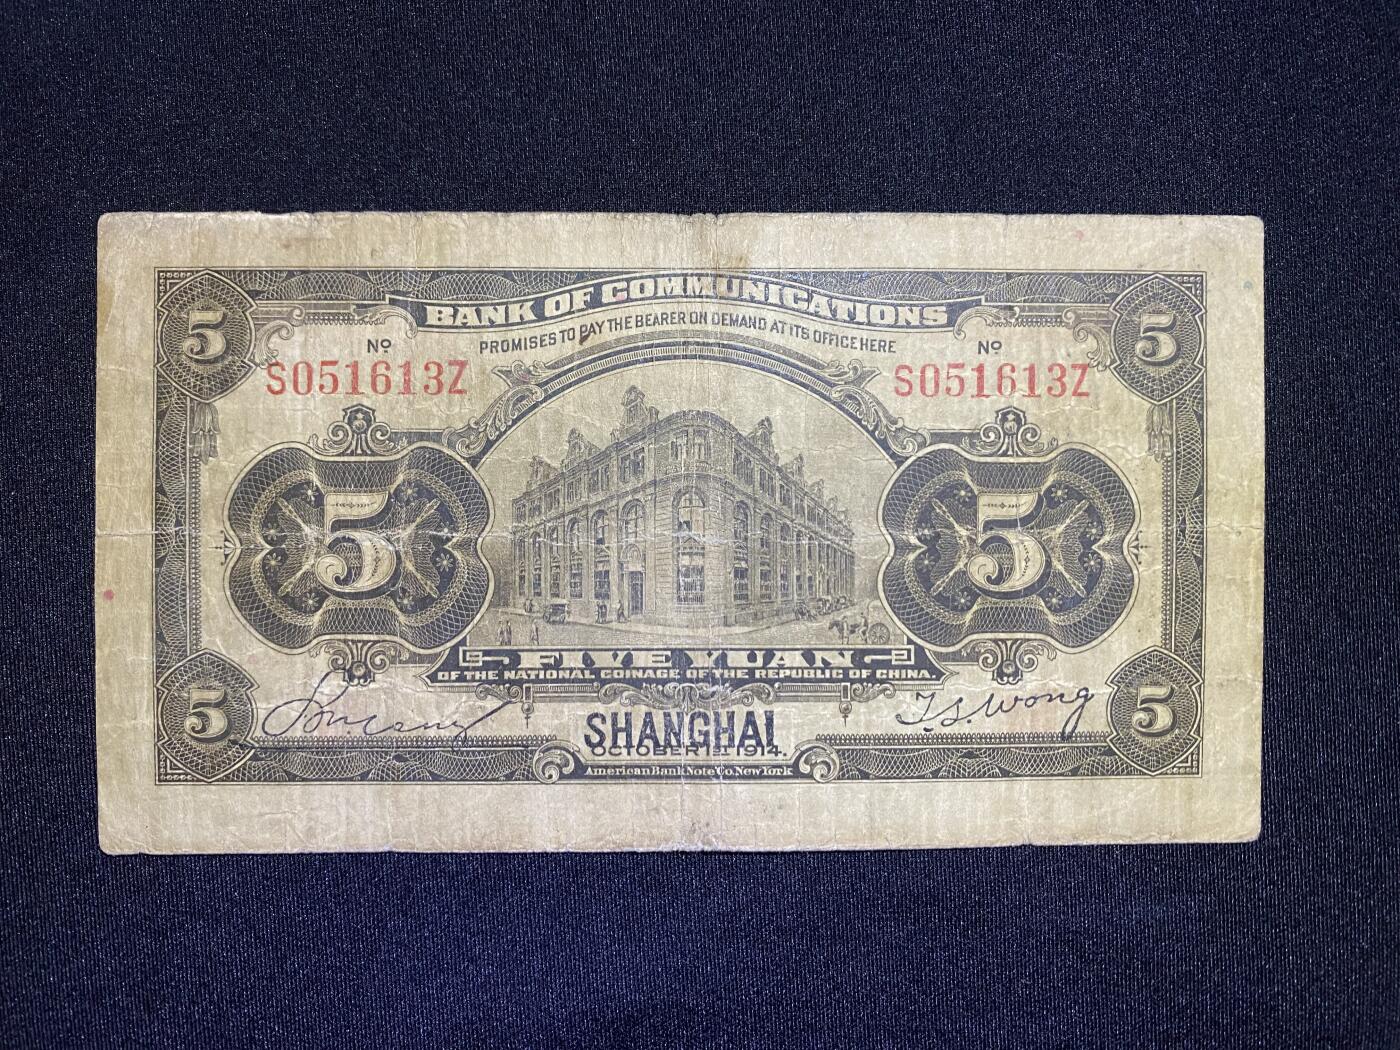 BANK OF COMMUNICATIONS
PROMISES TO PAY THE BEARER ON DEMAND AT ITS OFFICE HERE
5 5
Nº Nº
S051613Z S051613Z
5 5
FIVE YUAN
OF THE NATIONAL COINAGE OF THE REPUBLIC OF CHINA.
T.S. Wong
5 5
SHANGHAI
OCTOBER 1ST 1914.
American Bank Note Co. New York